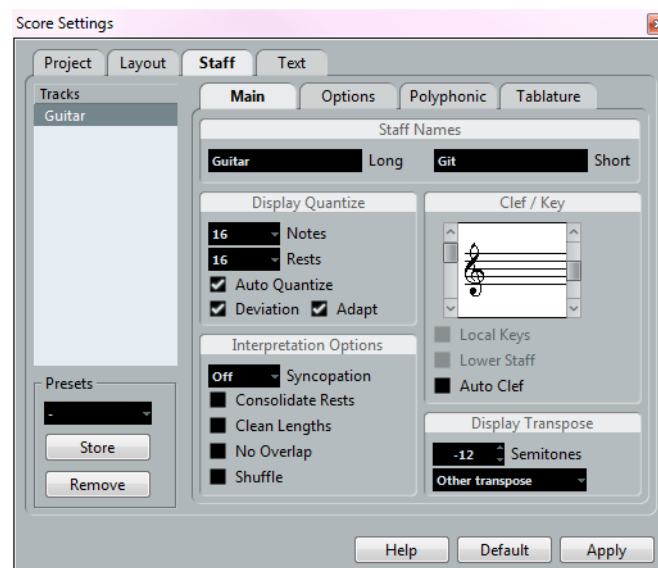 Score Settings
Project Layout Staff Text
Tracks
Guitar
Main Options Polyphonic Tablature
Staff Names
Guitar Long Git Short
Display Quantize
16 Notes
16 Rests
Auto Quantize
Deviation Adapt
Clef / Key
Local Keys
Lower Staff
Auto Clef
Interpretation Options
Off Syncopation
Consolidate Rests
Clean Lengths
No Overlap
Shuffle
Display Transpose
-12 Semitones
Other transpose
Presets
-
Store
Remove
Help Default Apply